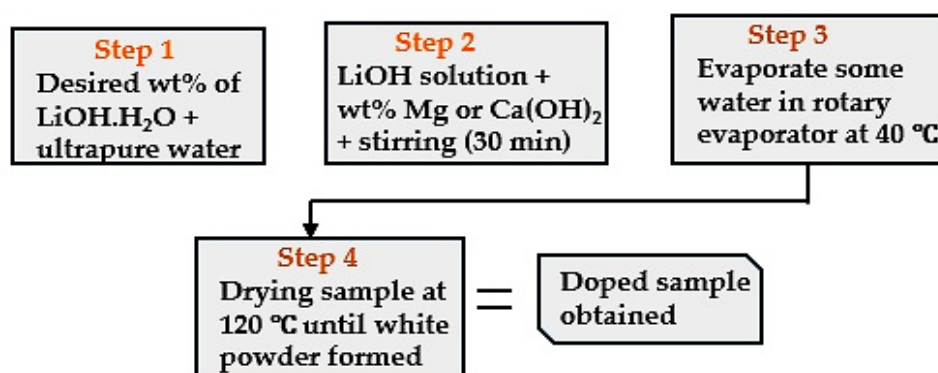 Step 1
Desired wt% of
LiOH.H₂O +
ultrapure water
Step 2
LiOH solution +
wt% Mg or Ca(OH)₂
+ stirring (30 min)
Step 3
Evaporate some
water in rotary
evaporator at 40 °C
Step 4
Drying sample at
120 °C until white
powder formed
=
Doped sample
obtained